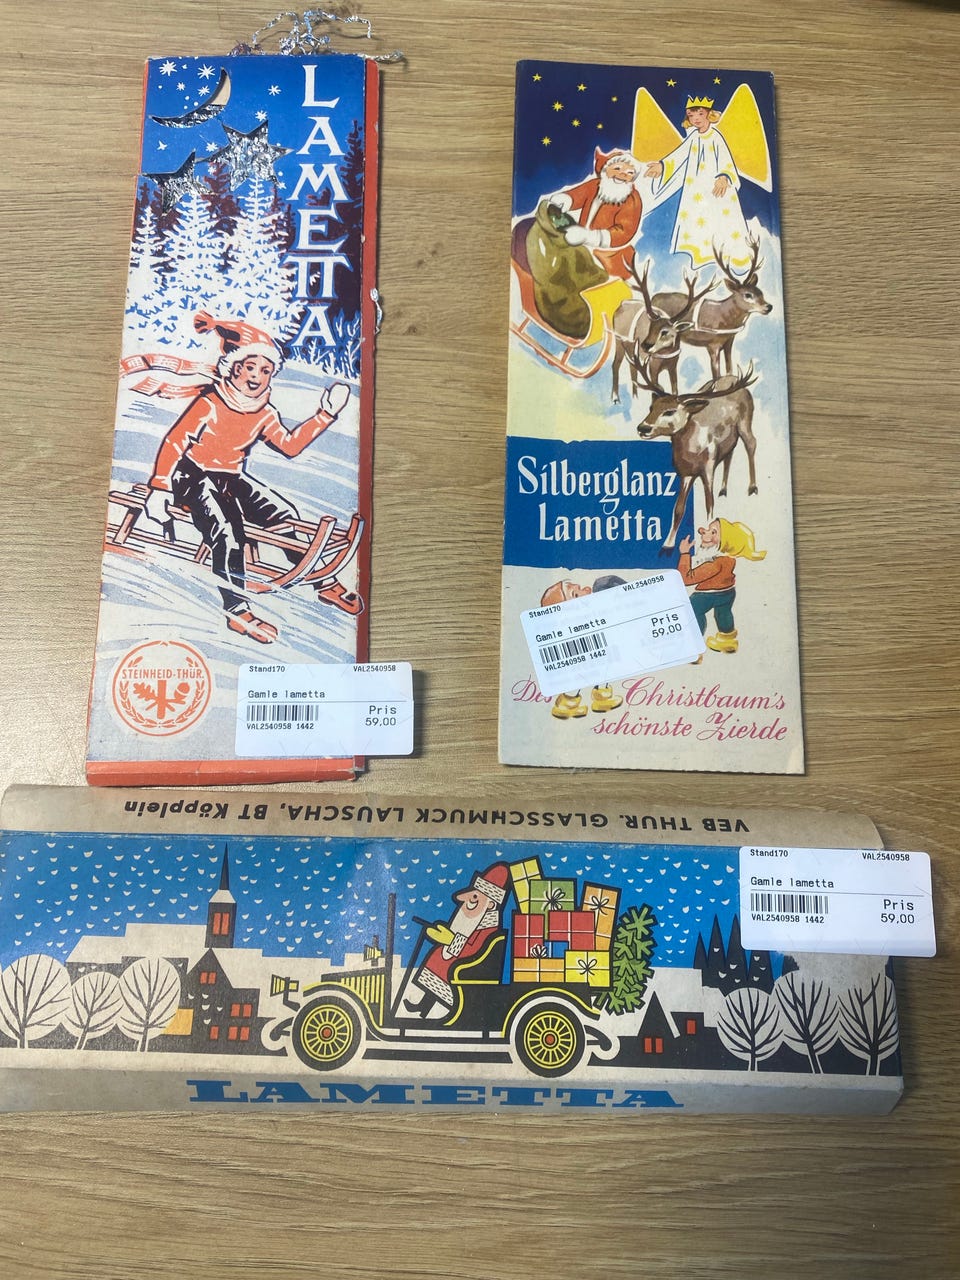 LAMETTA
STEINHEID-THÜR.
Stand170 VAL2540958
Gamle lametta
Pris
59,00
VAL2540958 1442
Silberglanz
Lametta
Stand170 VAL2540958
Gamle lametta
Pris
59,00
VAL2540958 1442
Des Christbaum's
schönste Zierde
VEB THÜR. GLASSCHMUCK LAUSCHA, BT Köpplein
Stand170 VAL2540958
Gamle lametta
Pris
59,00
VAL2540958 1442
LAMETTA